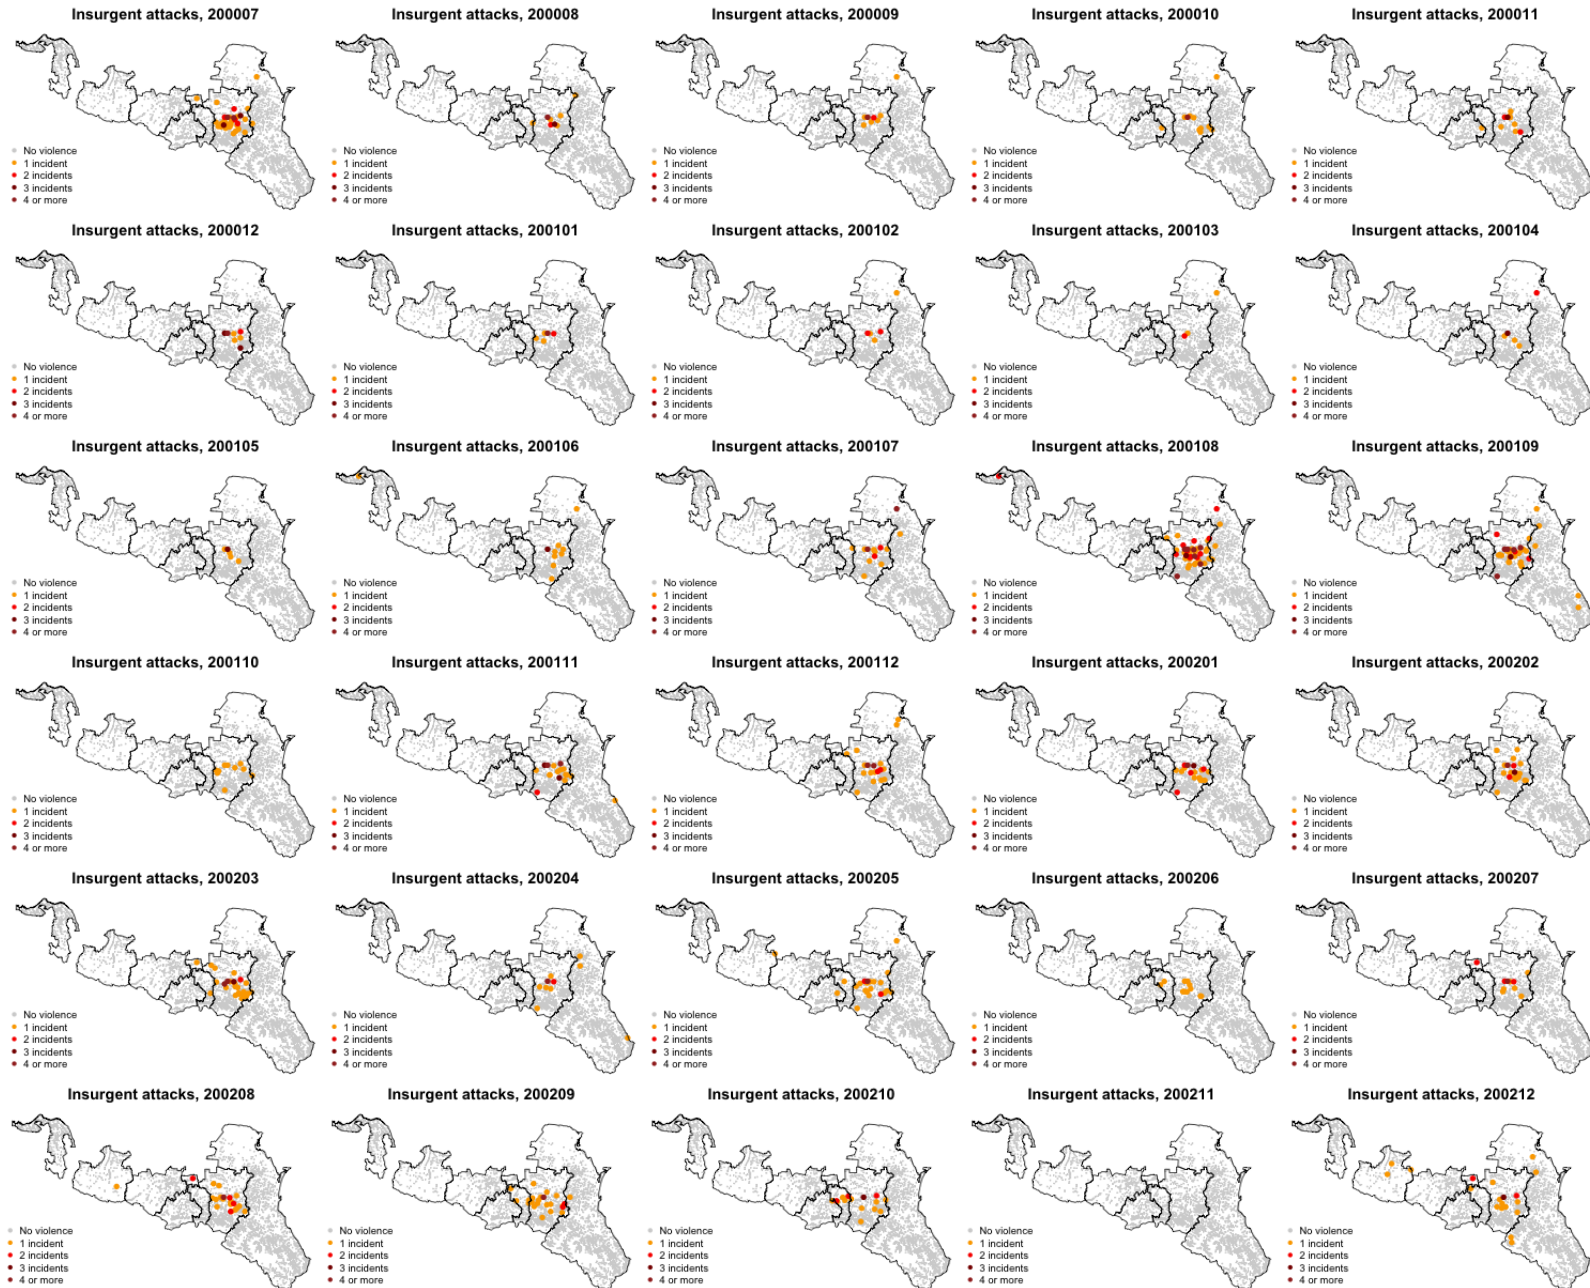 Insurgent attacks, 200007
No violence
1 incident
2 incidents
3 incidents
4 or more
Insurgent attacks, 200008
No violence
1 incident
2 incidents
3 incidents
4 or more
Insurgent attacks, 200009
No violence
1 incident
2 incidents
3 incidents
4 or more
Insurgent attacks, 200010
No violence
1 incident
2 incidents
3 incidents
4 or more
Insurgent attacks, 200011
No violence
1 incident
2 incidents
3 incidents
4 or more
Insurgent attacks, 200012
No violence
1 incident
2 incidents
3 incidents
4 or more
Insurgent attacks, 200101
No violence
1 incident
2 incidents
3 incidents
4 or more
Insurgent attacks, 200102
No violence
1 incident
2 incidents
3 incidents
4 or more
Insurgent attacks, 200103
No violence
1 incident
2 incidents
3 incidents
4 or more
Insurgent attacks, 200104
No violence
1 incident
2 incidents
3 incidents
4 or more
Insurgent attacks, 200105
No violence
1 incident
2 incidents
3 incidents
4 or more
Insurgent attacks, 200106
No violence
1 incident
2 incidents
3 incidents
4 or more
Insurgent attacks, 200107
No violence
1 incident
2 incidents
3 incidents
4 or more
Insurgent attacks, 200108
No violence
1 incident
2 incidents
3 incidents
4 or more
Insurgent attacks, 200109
No violence
1 incident
2 incidents
3 incidents
4 or more
Insurgent attacks, 200110
No violence
1 incident
2 incidents
3 incidents
4 or more
Insurgent attacks, 200111
No violence
1 incident
2 incidents
3 incidents
4 or more
Insurgent attacks, 200112
No violence
1 incident
2 incidents
3 incidents
4 or more
Insurgent attacks, 200201
No violence
1 incident
2 incidents
3 incidents
4 or more
Insurgent attacks, 200202
No violence
1 incident
2 incidents
3 incidents
4 or more
Insurgent attacks, 200203
No violence
1 incident
2 incidents
3 incidents
4 or more
Insurgent attacks, 200204
No violence
1 incident
2 incidents
3 incidents
4 or more
Insurgent attacks, 200205
No violence
1 incident
2 incidents
3 incidents
4 or more
Insurgent attacks, 200206
No violence
1 incident
2 incidents
3 incidents
4 or more
Insurgent attacks, 200207
No violence
1 incident
2 incidents
3 incidents
4 or more
Insurgent attacks, 200208
No violence
1 incident
2 incidents
3 incidents
4 or more
Insurgent attacks, 200209
No violence
1 incident
2 incidents
3 incidents
4 or more
Insurgent attacks, 200210
No violence
1 incident
2 incidents
3 incidents
4 or more
Insurgent attacks, 200211
No violence
1 incident
2 incidents
3 incidents
4 or more
Insurgent attacks, 200212
No violence
1 incident
2 incidents
3 incidents
4 or more